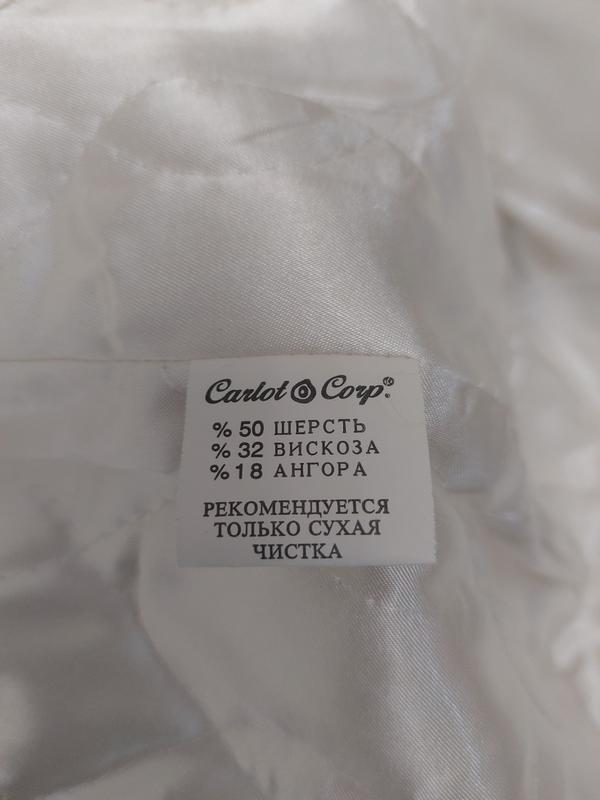 Carlot Corp.®
% 50 ШЕРСТЬ
% 32 ВИСКОЗА
% 18 АНГОРА
РЕКОМЕНДУЕТСЯ
ТОЛЬКО СУХАЯ
ЧИСТКА